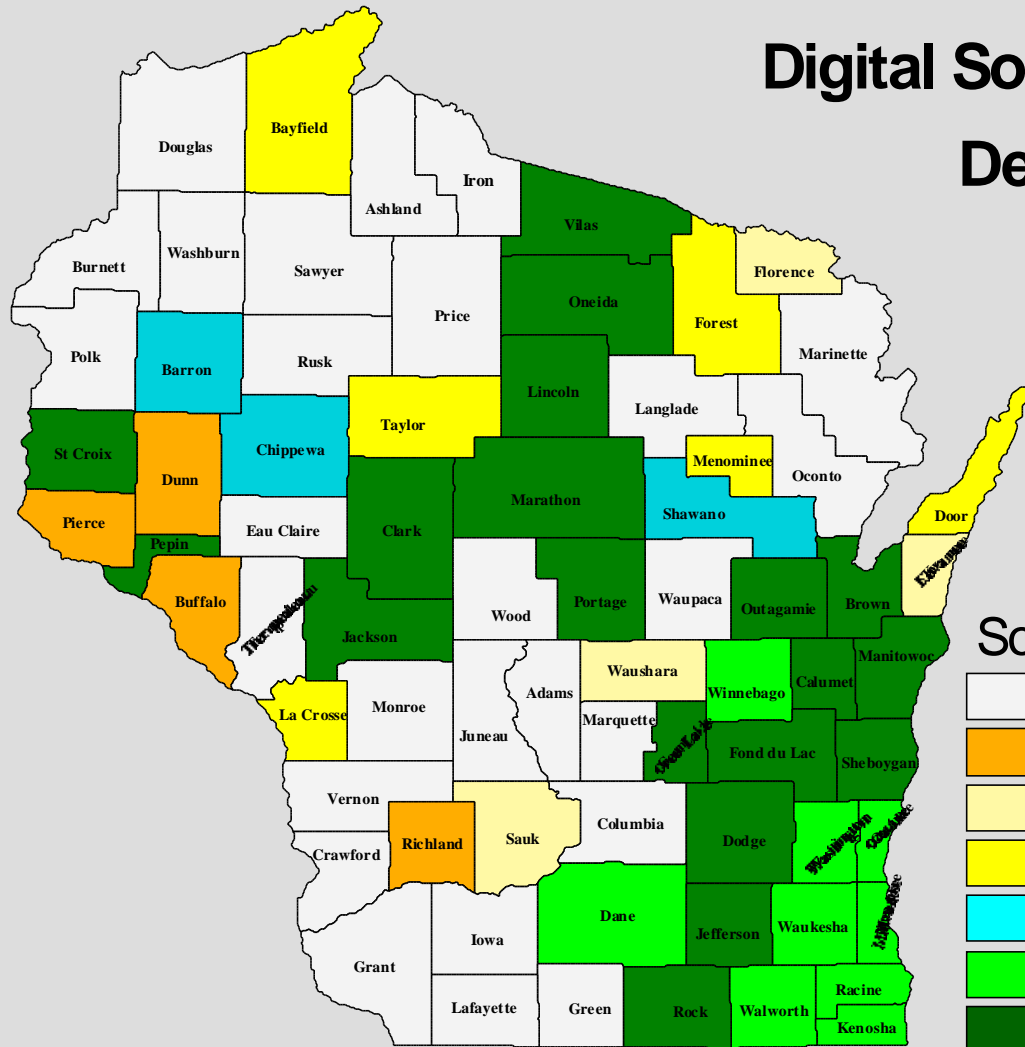 Digital So
De
Bayfield
Douglas
Iron
Ashland
Vilas
Washburn
Florence
Burnett
Sawyer
Oneida
Price
Forest
Marinette
Polk
Rusk
Barron
Lincoln
Langlade
Taylor
Chippewa
St Croix
Menominee
Dunn
Oconto
Marathon
Shawano
Door
Pierce
Eau Claire
Clark
Pepin
Buffalo
Portage
Waupaca
Outagamie
Brown
Wood
Jackson
So
Manitowoc
Waushara
Calumet
Adams
Winnebago
Monroe
La Crosse
Marquette
Juneau
Fond du Lac
Sheboygan
Vernon
Columbia
Sauk
Richland
Dodge
Crawford
Dane
Waukesha
Jefferson
Iowa
Grant
Racine
Lafayette
Green
Rock
Walworth
Kenosha